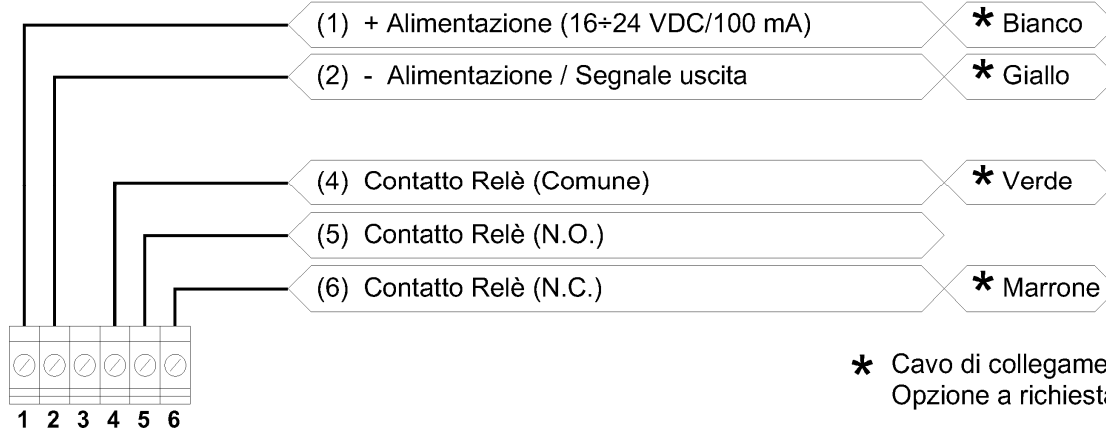 (1) + Alimentazione (16÷24 VDC/100 mA) * Bianco
(2) - Alimentazione / Segnale uscita * Giallo
(4) Contatto Relè (Comune) * Verde
(5) Contatto Relè (N.O.)
(6) Contatto Relè (N.C.) * Marrone
* Cavo di collegame
Opzione a richiesta
1 2 3 4 5 6